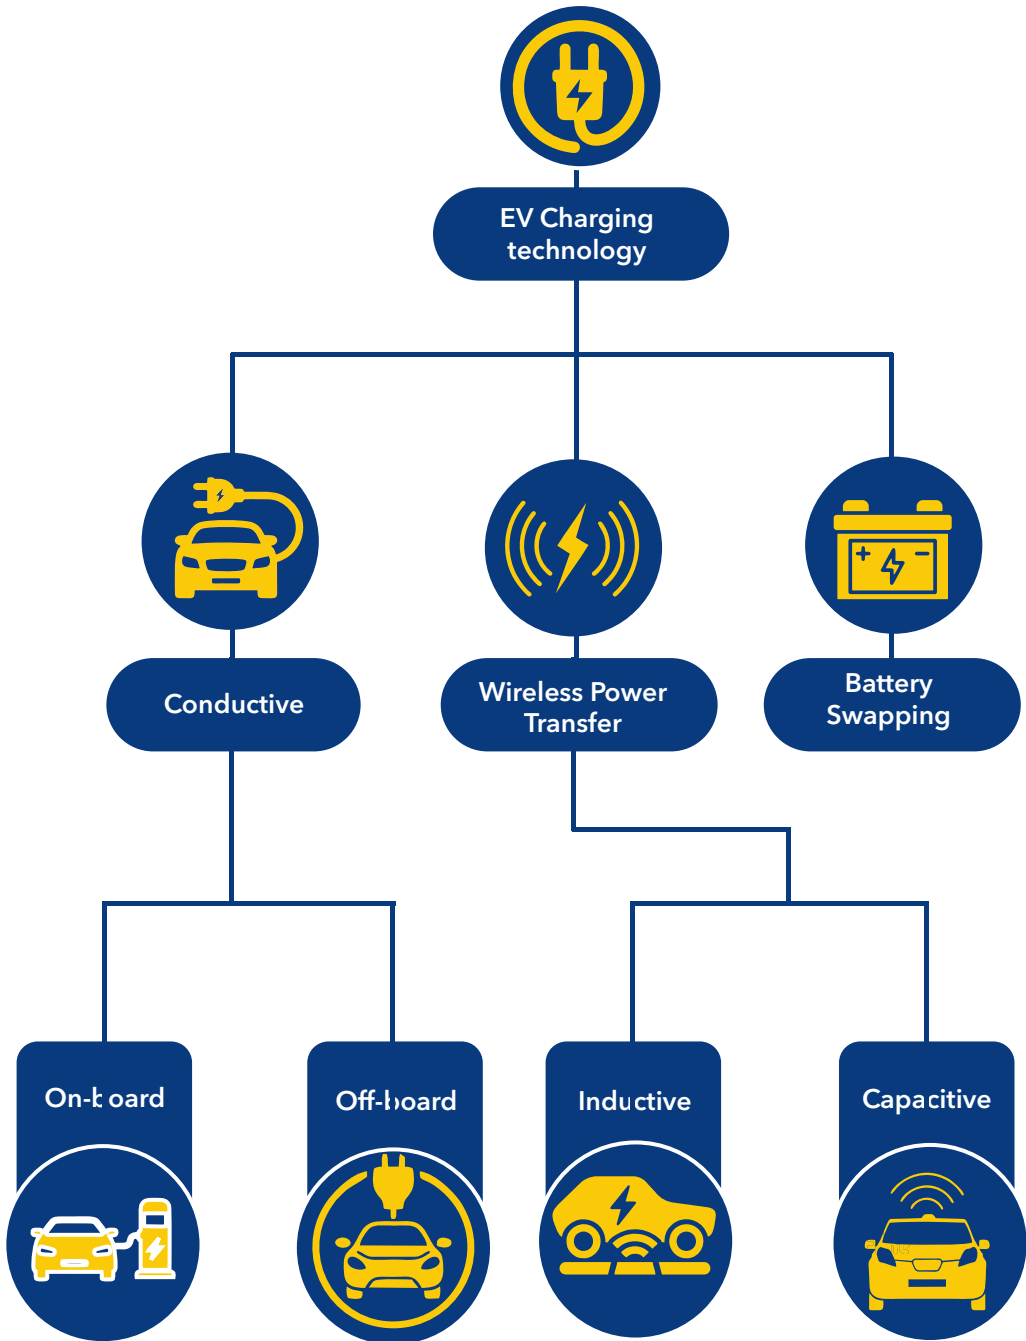 EV Charging
technology
Conductive
Wireless Power
Transfer
Battery
Swapping
On-board
Off-board
Inductive
Capacitive